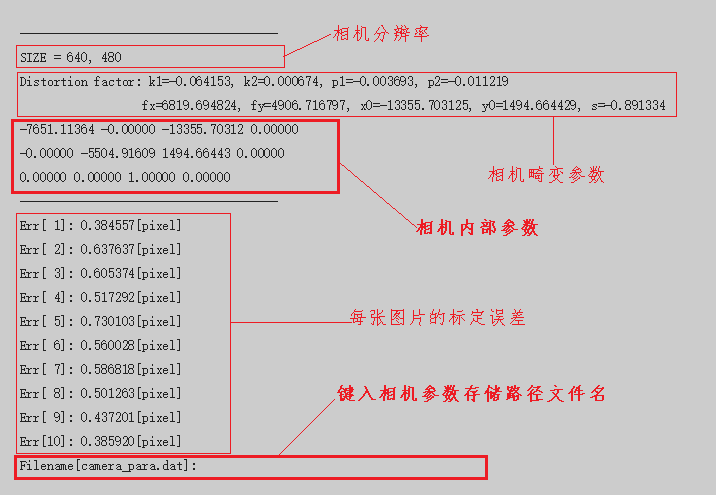 相机分辨率
SIZE = 640, 480
Distortion factor: k1=-0.064153, k2=0.000674, p1=-0.003693, p2=-0.011219
fx=6819.694824, fy=4906.716797, x0=-13355.703125, y0=1494.664429, s=-0.891334
-7651.11364 -0.00000 -13355.70312 0.00000
-0.00000 -5504.91609 1494.66443 0.00000
0.00000 0.00000 1.00000 0.00000
相机畸变参数
相机内部参数
Err[ 1]: 0.384557[pixel]
Err[ 2]: 0.637637[pixel]
Err[ 3]: 0.605374[pixel]
Err[ 4]: 0.517292[pixel]
Err[ 5]: 0.730103[pixel]
Err[ 6]: 0.560028[pixel]
Err[ 7]: 0.586818[pixel]
Err[ 8]: 0.501263[pixel]
Err[ 9]: 0.437201[pixel]
Err[10]: 0.385920[pixel]
每张图片的标定误差
键入相机参数存储路径文件名
Filename[camera_para.dat]: